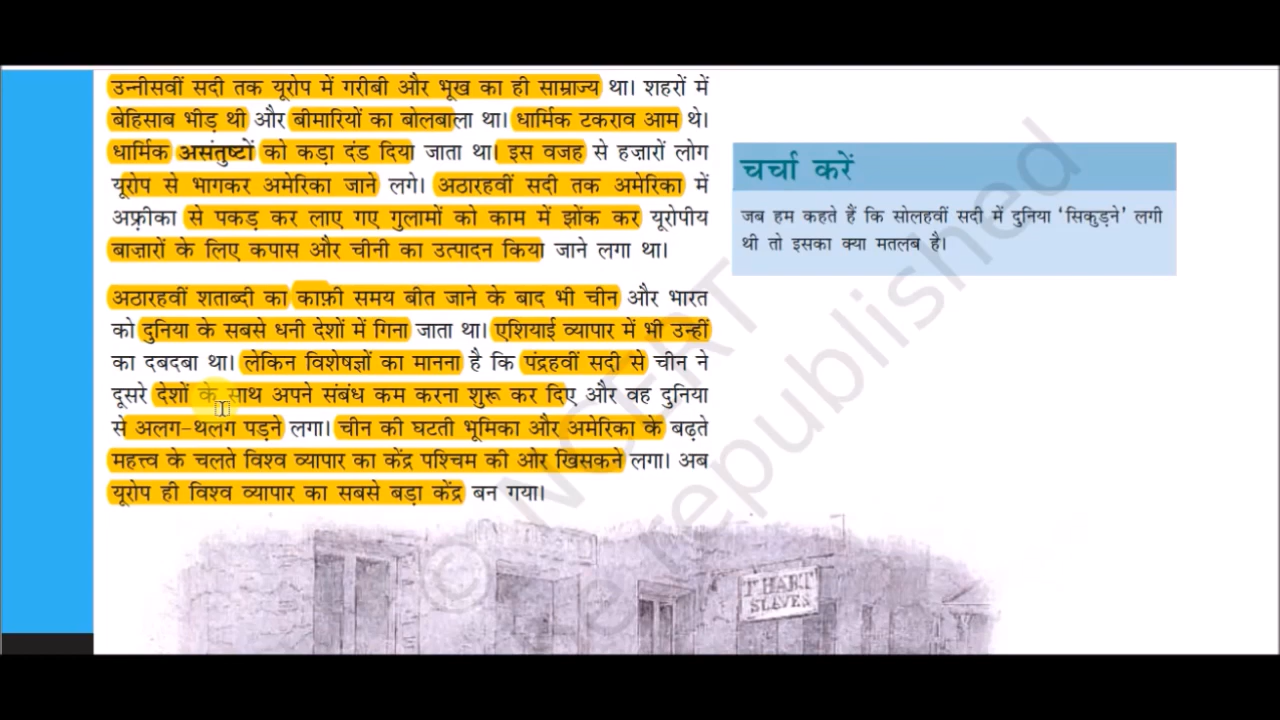 उन्नीसवीं सदी तक यूरोप में गरीबी और भूख का ही साम्राज्य था। शहरों में
बेहिसाब भीड़ थी और बीमारियों का बोलबाला था। धार्मिक टकराव आम थे।
धार्मिक असंतुष्टों को कड़ा दंड दिया जाता था। इस वजह से हज़ारों लोग
यूरोप से भागकर अमेरिका जाने लगे। अठारहवीं सदी तक अमेरिका में
अफ़्रीका से पकड़ कर लाए गए गुलामों को काम में झोंक कर यूरोपीय
बाज़ारों के लिए कपास और चीनी का उत्पादन किया जाने लगा था।
अठारहवीं शताब्दी का काफ़ी समय बीत जाने के बाद भी चीन और भारत
को दुनिया के सबसे धनी देशों में गिना जाता था। एशियाई व्यापार में भी उन्हीं
का दबदबा था। लेकिन विशेषज्ञों का मानना है कि पंद्रहवीं सदी से चीन ने
दूसरे देशों के साथ अपने संबंध कम करना शुरू कर दिए और वह दुनिया
से अलग-थलग पड़ने लगा। चीन की घटती भूमिका और अमेरिका के बढ़ते
महत्त्व के चलते विश्व व्यापार का केंद्र पश्चिम की ओर खिसकने लगा। अब
यूरोप ही विश्व व्यापार का सबसे बड़ा केंद्र बन गया।
चर्चा करें
जब हम कहते हैं कि सोलहवीं सदी में दुनिया ‘सिकुड़ने’ लगी
थी तो इसका क्या मतलब है।
© NCERT
be republished
T HART
SLAVES